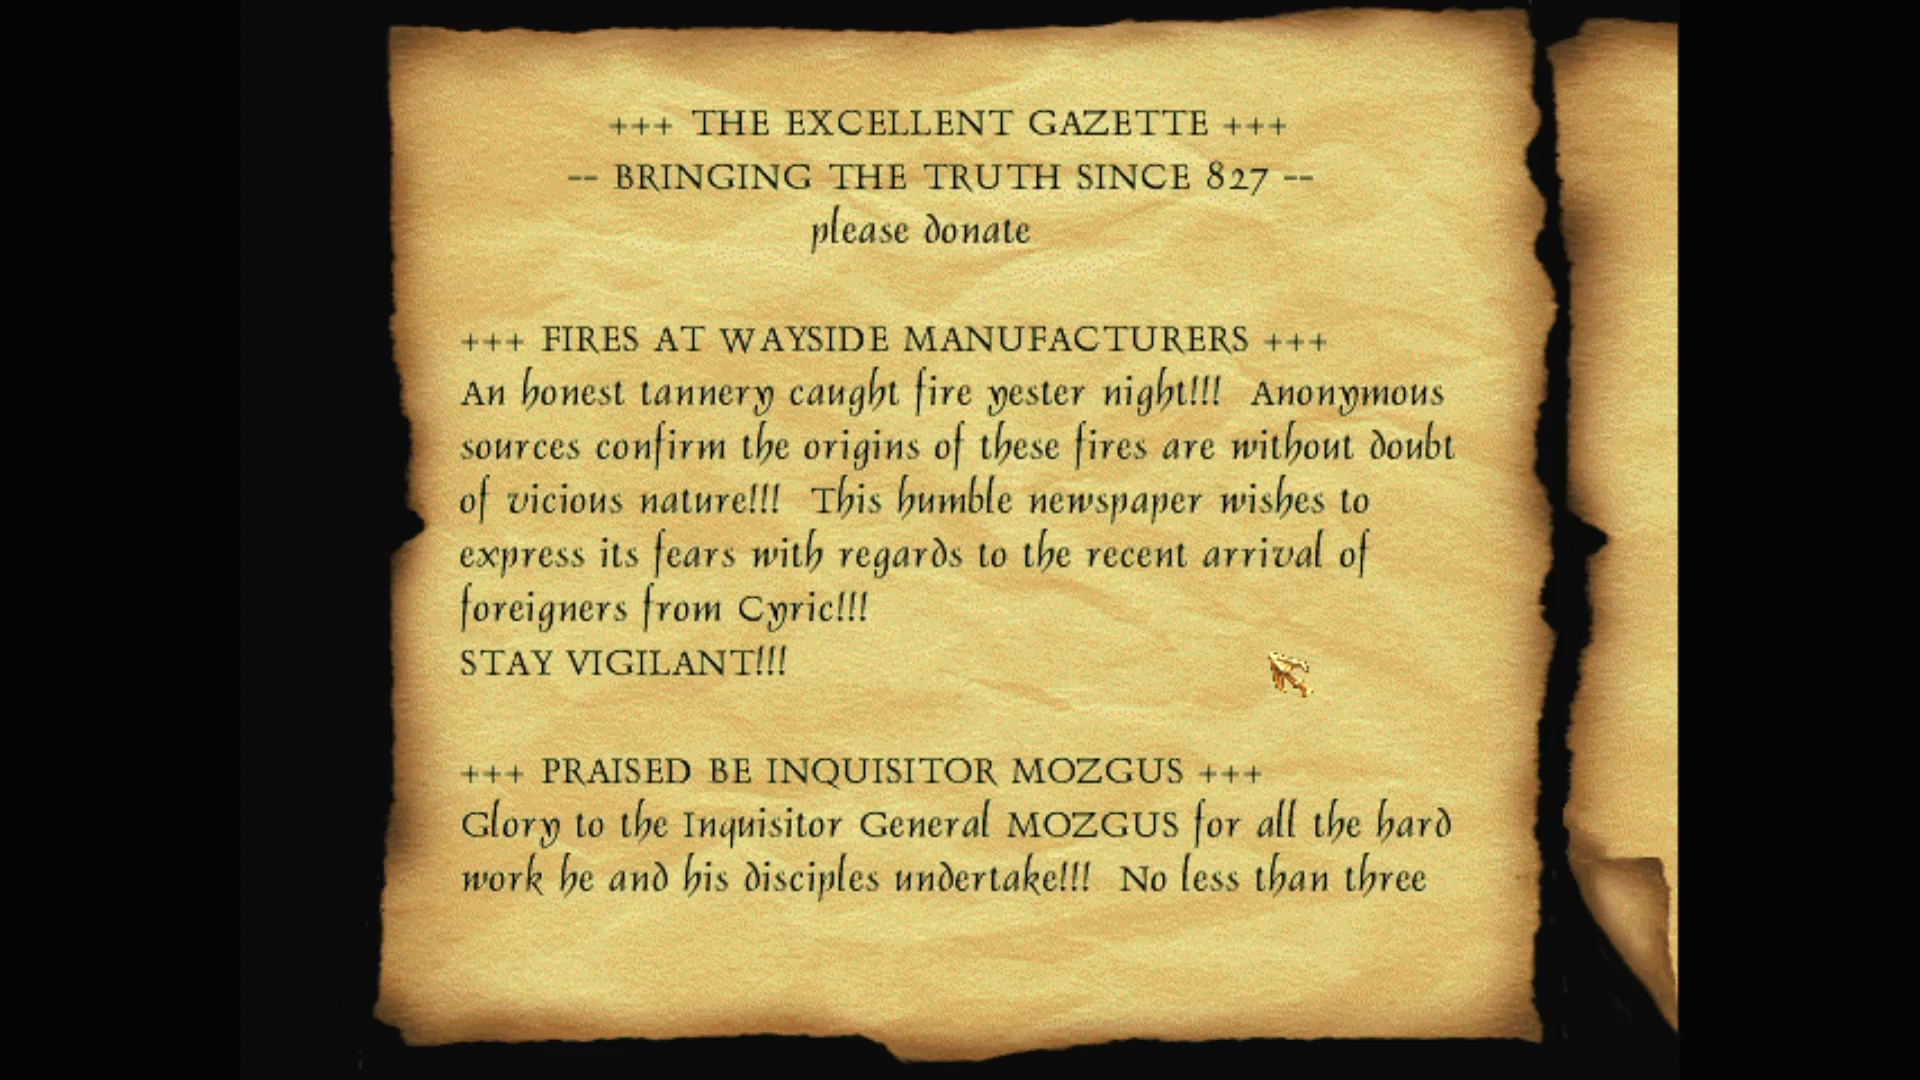 +++ THE EXCELLENT GAZETTE +++
-- BRINGING THE TRUTH SINCE 827 --
please donate
+++ FIRES AT WAYSIDE MANUFACTURERS +++
An honest tannery caught fire yester night!!!  Anonymous
sources confirm the origins of these fires are without doubt
of vicious nature!!!  This humble newspaper wishes to
express its fears with regards to the recent arrival of
foreigners from Cyric!!!
STAY VIGILANT!!!
+++ PRAISED BE INQUISITOR MOZGUS +++
Glory to the Inquisitor General MOZGUS for all the hard
work he and his disciples undertake!!!  No less than three